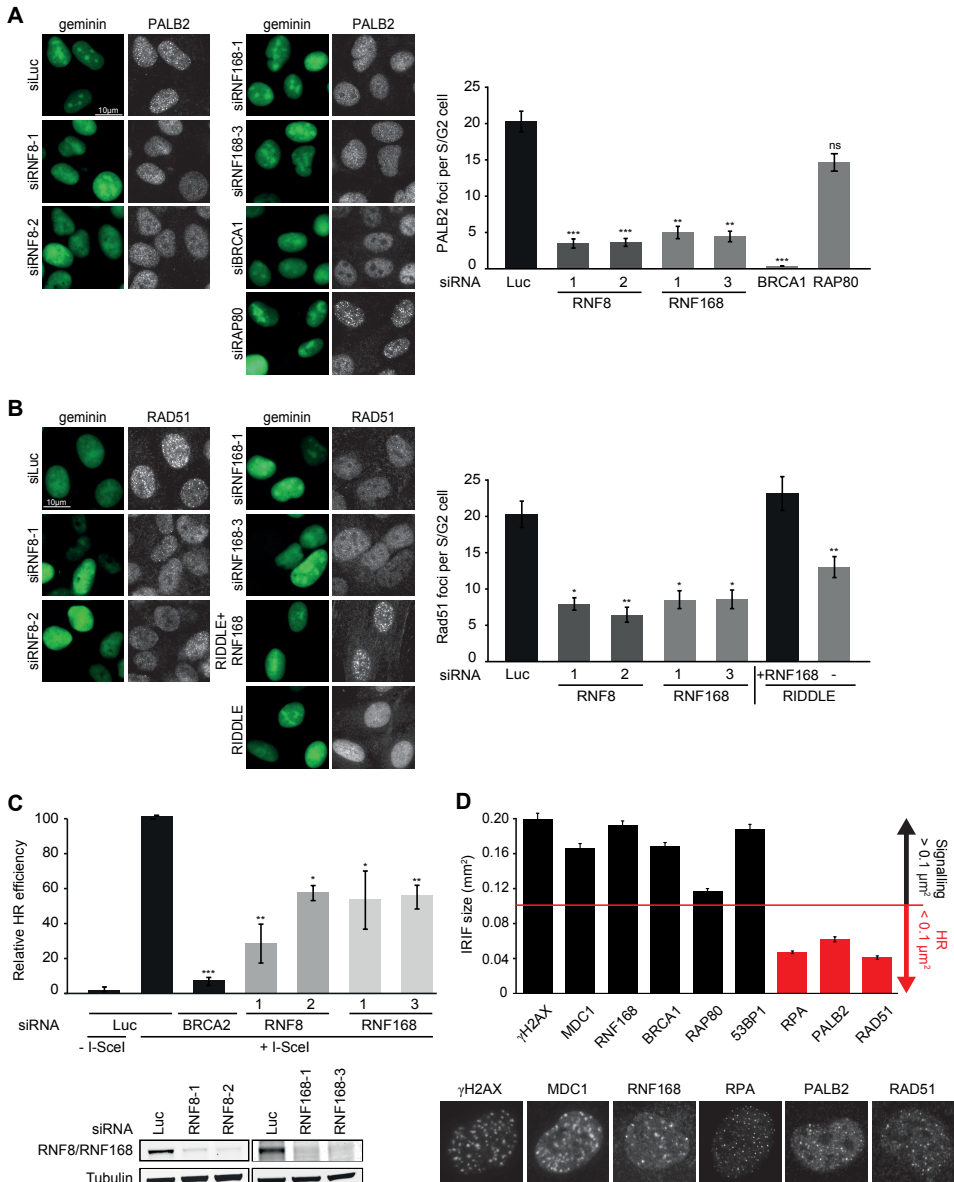 A
geminin PALB2
siLuc
10µm
siRNF8-1
siRNF8-2
geminin PALB2
siRNF168-1
siRNF168-3
siBRCA1
siRAP80
PALB2 foci per S/G2 cell
25
20
15
10
5
0
*** *** ** ** *** ns
siRNA Luc 1 2 1 3 BRCA1 RAP80
RNF8 RNF168
B
geminin RAD51
siLuc
10µm
siRNF8-1
siRNF8-2
geminin RAD51
siRNF168-1
siRNF168-3
RIDDLE+
RNF168
RIDDLE
Rad51 foci per S/G2 cell
25
20
15
10
5
0
* ** * * **
siRNA Luc 1 2 1 3 +RNF168 -
RNF8 RNF168 RIDDLE
C
Relative HR efficiency
100
80
60
40
20
0
*** ** * * **
1 2 1 3
siRNA Luc BRCA2 RNF8 RNF168
- I-SceI + I-SceI
siRNA Luc RNF8-1 RNF8-2 Luc RNF168-1 RNF168-3
RNF8/RNF168
Tubulin
D
IRIF size (mm²)
0.20
0.16
0.12
0.08
0.04
0
Signalling
> 0.1 µm²
HR
< 0.1 µm²
γH2AX MDC1 RNF168 BRCA1 RAP80 53BP1 RPA PALB2 RAD51
γH2AX MDC1 RNF168 RPA PALB2 RAD51